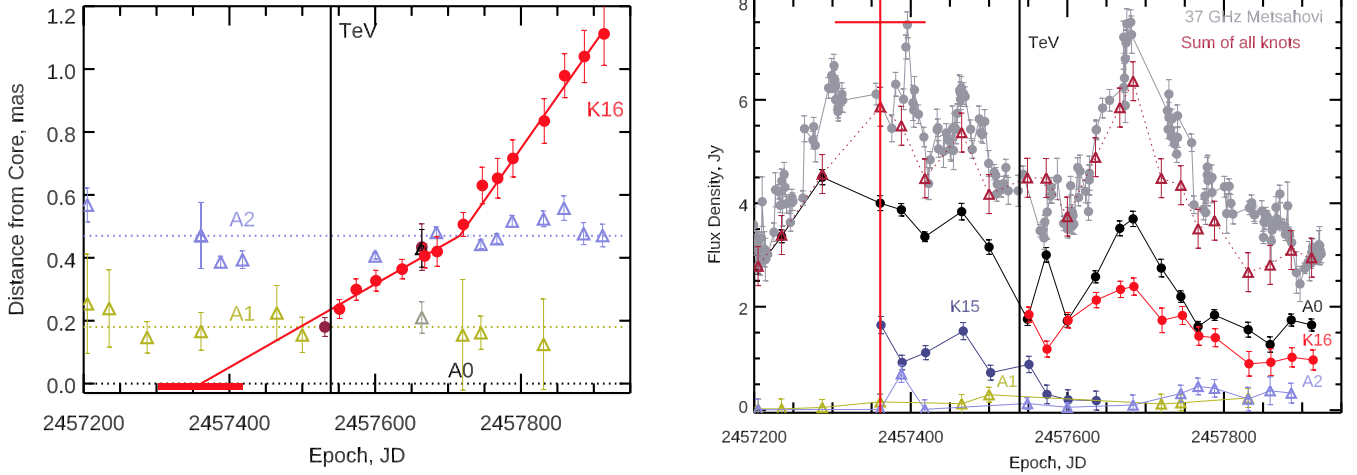 TeV
1.2
1.0
0.8
0.6
0.4
0.2
0.0
Distance from Core, mas
K16
A2
A1
A0
2457200
2457400
2457600
2457800
Epoch, JD
8
6
4
2
0
Flux Density, Jy
37 GHz Metsahovi
Sum of all knots
TeV
K15
A0
K16
A1
A2
2457200
2457400
2457600
2457800
Epoch, JD